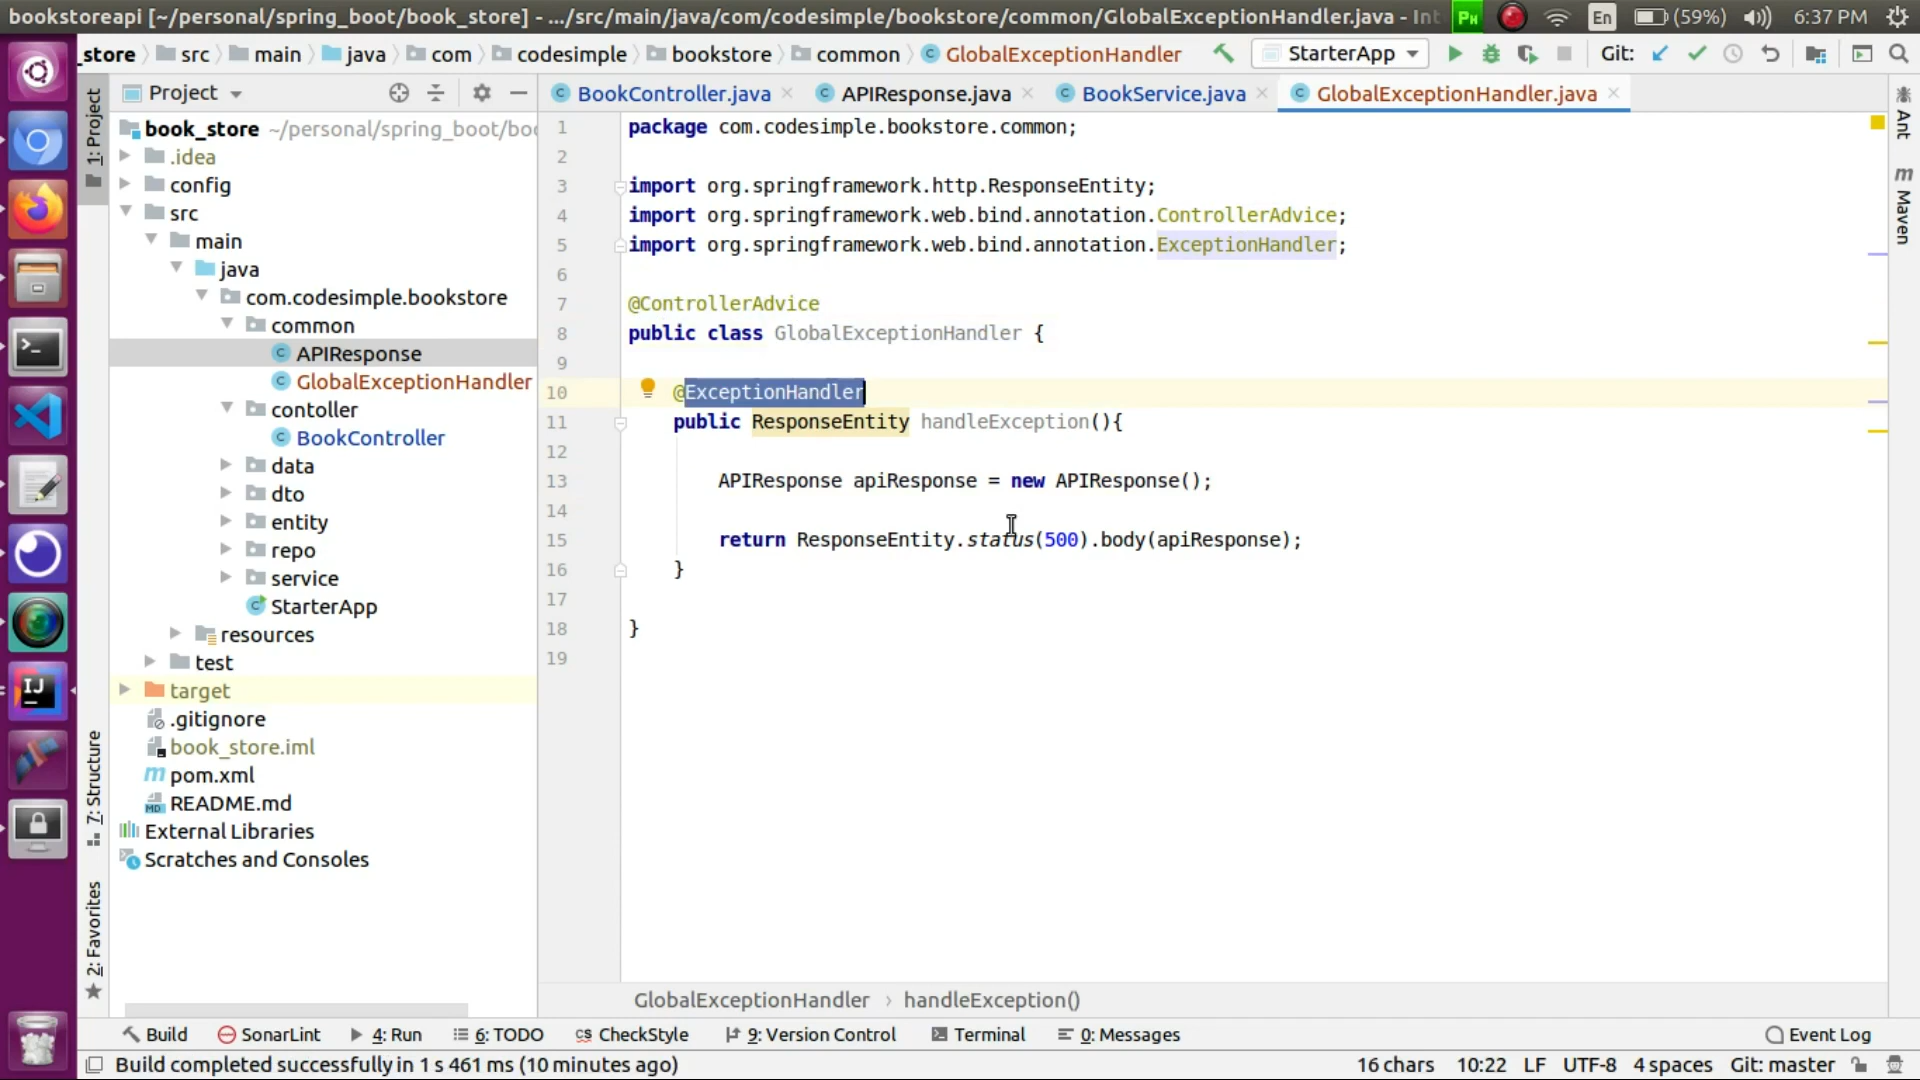 bookstoreapi [~/personal/spring_boot/book_store] - .../src/main/java/com/codesimple/bookstore/common/GlobalExceptionHandler.java - Int
En (59%) 6:37 PM
_store src main java com codesimple bookstore common GlobalExceptionHandler StarterApp Git:
1: Project
Project
BookController.java APIResponse.java BookService.java GlobalExceptionHandler.java
book_store ~/personal/spring_boot/boo
.idea
config
src
main
java
com.codesimple.bookstore
common
APIResponse
GlobalExceptionHandler
contoller
BookController
data
dto
entity
repo
service
StarterApp
resources
test
target
.gitignore
book_store.iml
pom.xml
README.md
External Libraries
Scratches and Consoles
7: Structure
2: Favorites
1 package com.codesimple.bookstore.common;
2
3 import org.springframework.http.ResponseEntity;
4 import org.springframework.web.bind.annotation.ControllerAdvice;
5 import org.springframework.web.bind.annotation.ExceptionHandler;
6
7 @ControllerAdvice
8 public class GlobalExceptionHandler {
9
10 @ExceptionHandler
11 public ResponseEntity handleException(){
12
13 APIResponse apiResponse = new APIResponse();
14
15 return ResponseEntity.status(500).body(apiResponse);
16 }
17
18 }
19
Ant
Maven
GlobalExceptionHandler › handleException()
Build SonarLint 4: Run 6: TODO CheckStyle 9: Version Control Terminal 0: Messages Event Log
Build completed successfully in 1 s 461 ms (10 minutes ago) 16 chars 10:22 LF UTF-8 4 spaces Git: master